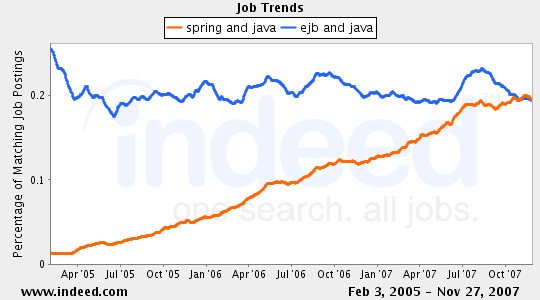 Job Trends
spring and java ejb and java
Percentage of Matching Job Postings
0.2
0.1
0
indeed
TM
one search. all jobs.
Apr'05 Jul'05 Oct'05 Jan'06 Apr'06 Jul'06 Oct'06 Jan'07 Apr'07 Jul'07 Oct'07
www.indeed.com Feb 3, 2005 - Nov 27, 2007